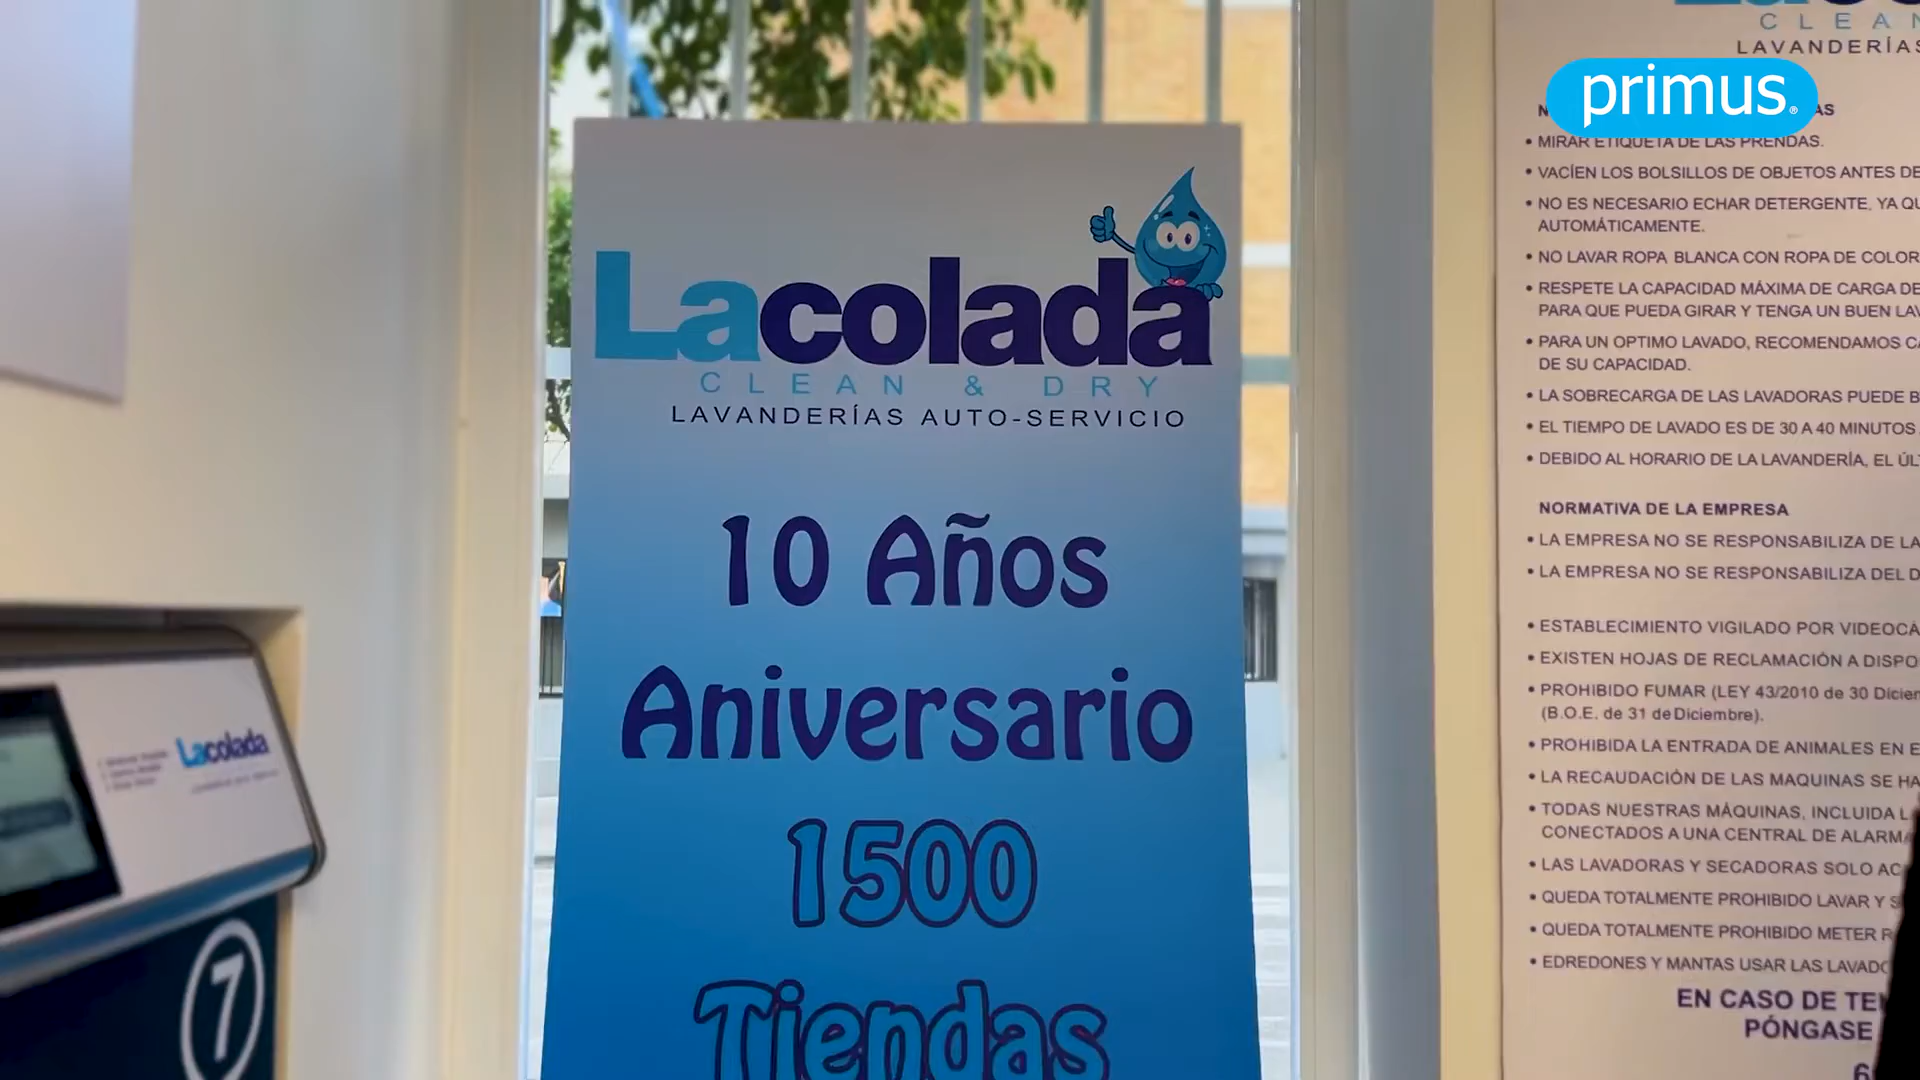 Lacolada
CLEAN & DRY
LAVANDERÍAS AUTO-SERVICIO
10 Años
Aniversario
1500
Tiendas
Lacolada
7
primus®
CLEAN
LAVANDERÍAS
• MIRAR ETIQUETA DE LAS PRENDAS.
• VACÍEN LOS BOLSILLOS DE OBJETOS ANTES DE
• NO ES NECESARIO ECHAR DETERGENTE, YA QU
AUTOMÁTICAMENTE.
• NO LAVAR ROPA BLANCA CON ROPA DE COLOR
• RESPETE LA CAPACIDAD MÁXIMA DE CARGA DE
PARA QUE PUEDA GIRAR Y TENGA UN BUEN LAV
• PARA UN OPTIMO LAVADO, RECOMENDAMOS CA
DE SU CAPACIDAD.
• LA SOBRECARGA DE LAS LAVADORAS PUEDE B
• EL TIEMPO DE LAVADO ES DE 30 A 40 MINUTOS
• DEBIDO AL HORARIO DE LA LAVANDERÍA, EL ÚL
NORMATIVA DE LA EMPRESA
• LA EMPRESA NO SE RESPONSABILIZA DE LA
• LA EMPRESA NO SE RESPONSABILIZA DEL D
• ESTABLECIMIENTO VIGILADO POR VIDEOCÁ
• EXISTEN HOJAS DE RECLAMACIÓN A DISPO
• PROHIBIDO FUMAR (LEY 43/2010 de 30 Diciem
(B.O.E. de 31 de Diciembre).
• PROHIBIDA LA ENTRADA DE ANIMALES EN E
• LA RECAUDACIÓN DE LAS MAQUINAS SE HA
• TODAS NUESTRAS MÁQUINAS, INCLUIDA L
CONECTADOS A UNA CENTRAL DE ALARMA
• LAS LAVADORAS Y SECADORAS SOLO AC
• QUEDA TOTALMENTE PROHIBIDO LAVAR Y S
• QUEDA TOTALMENTE PROHIBIDO METER R
• EDREDONES Y MANTAS USAR LAS LAVADO
EN CASO DE TE
PÓNGASE
6